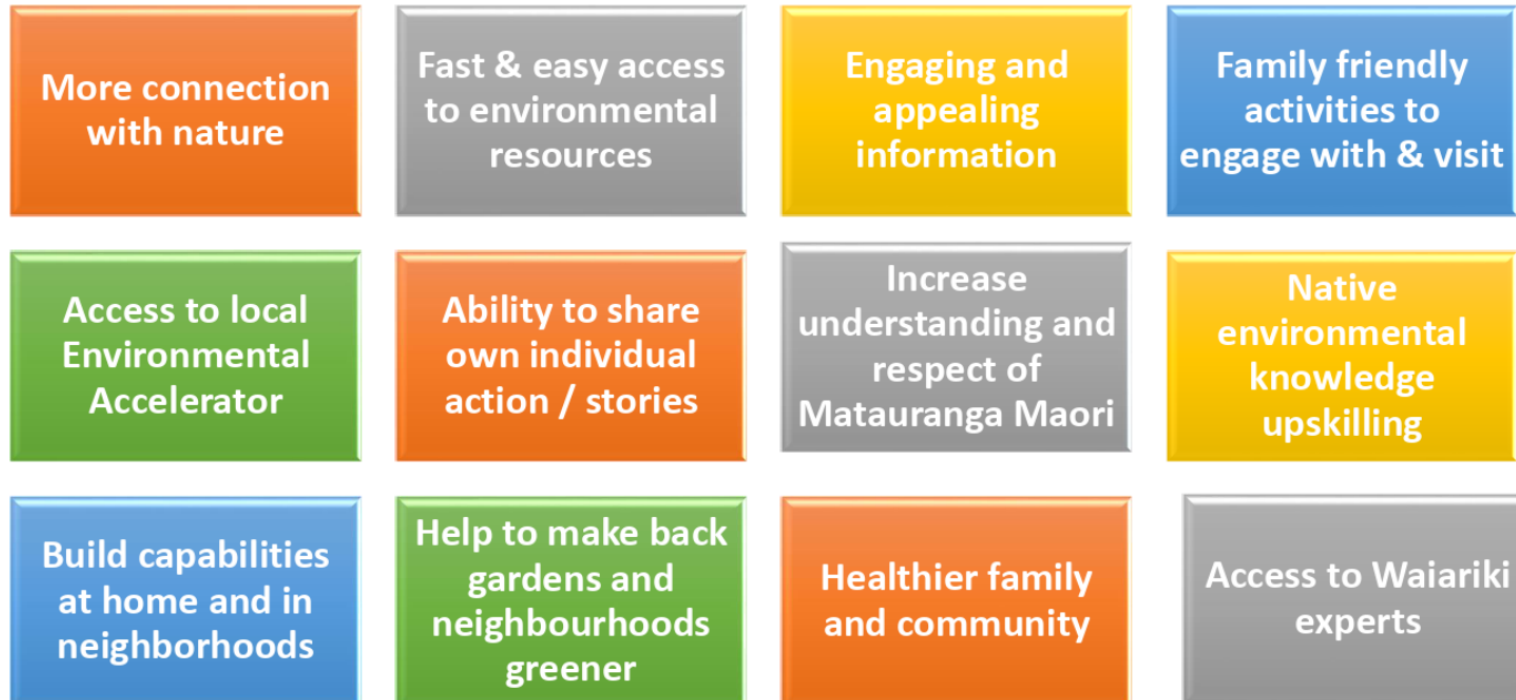 More connection
with nature
Fast & easy access
to environmental
resources
Engaging and
appealing
information
Family friendly
activities to
engage with & visit
Access to local
Environmental
Accelerator
Ability to share
own individual
action / stories
Increase
understanding and
respect of
Matauranga Maori
Native
environmental
knowledge
upskilling
Build capabilities
at home and in
neighborhoods
Help to make back
gardens and
neighbourhoods
greener
Healthier family
and community
Access to Waiariki
experts